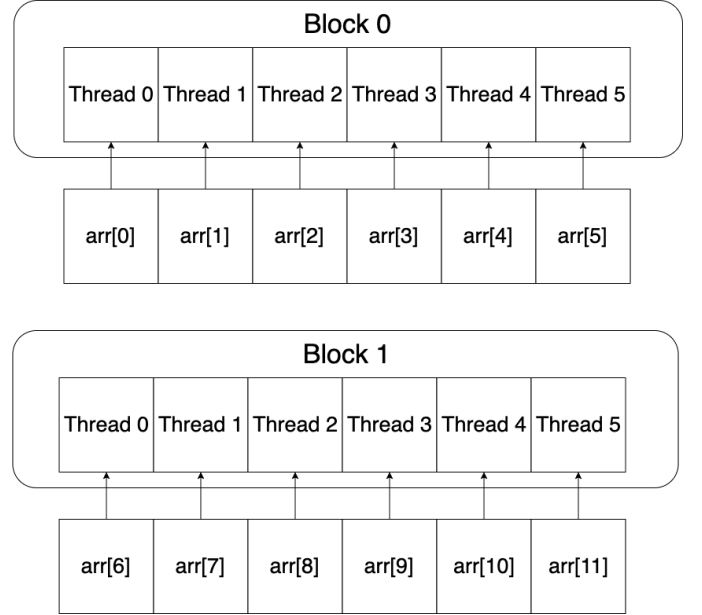 Block 0
Thread 0 Thread 1 Thread 2 Thread 3 Thread 4 Thread 5
arr[0] arr[1] arr[2] arr[3] arr[4] arr[5]
Block 1
Thread 0 Thread 1 Thread 2 Thread 3 Thread 4 Thread 5
arr[6] arr[7] arr[8] arr[9] arr[10] arr[11]